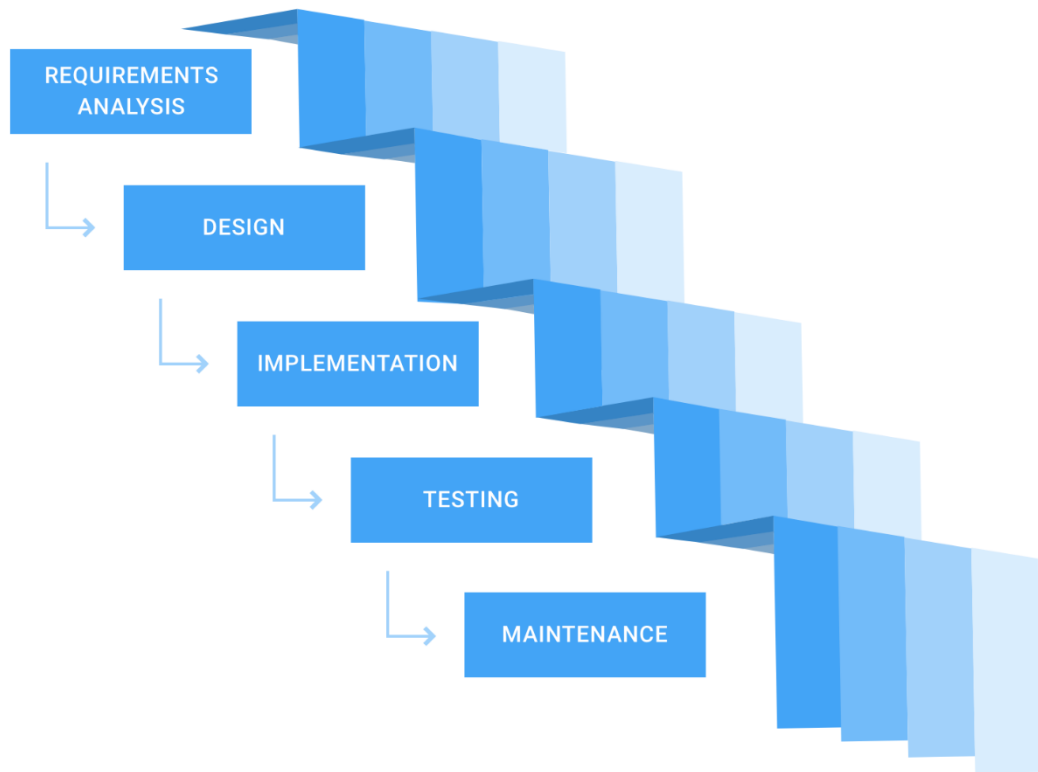 REQUIREMENTS
ANALYSIS
DESIGN
IMPLEMENTATION
TESTING
MAINTENANCE